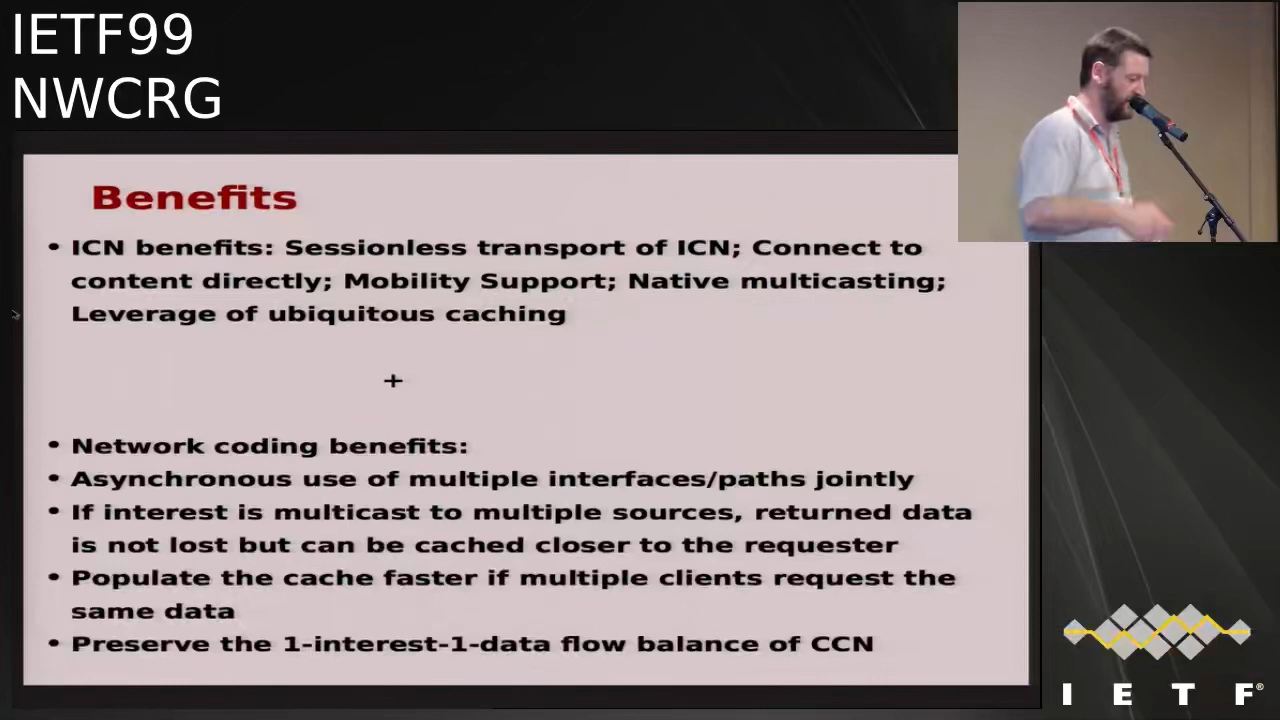 IETF99
NWCRG
Benefits
• ICN benefits: Sessionless transport of ICN; Connect to
content directly; Mobility Support; Native multicasting;
Leverage of ubiquitous caching
+
• Network coding benefits:
• Asynchronous use of multiple interfaces/paths jointly
• If interest is multicast to multiple sources, returned data
is not lost but can be cached closer to the requester
• Populate the cache faster if multiple clients request the
same data
• Preserve the 1-interest-1-data flow balance of CCN
I E T F®